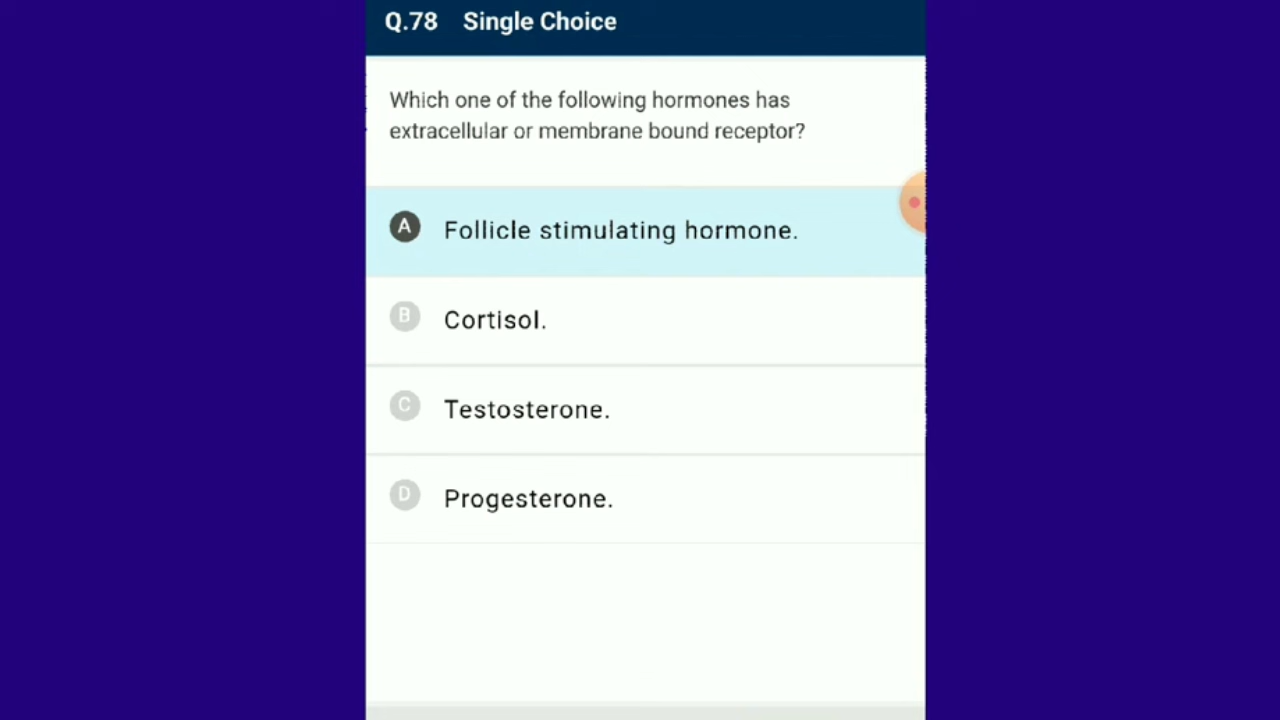 Q.78 Single Choice
Which one of the following hormones has
extracellular or membrane bound receptor?
A Follicle stimulating hormone.
B Cortisol.
C Testosterone.
D Progesterone.